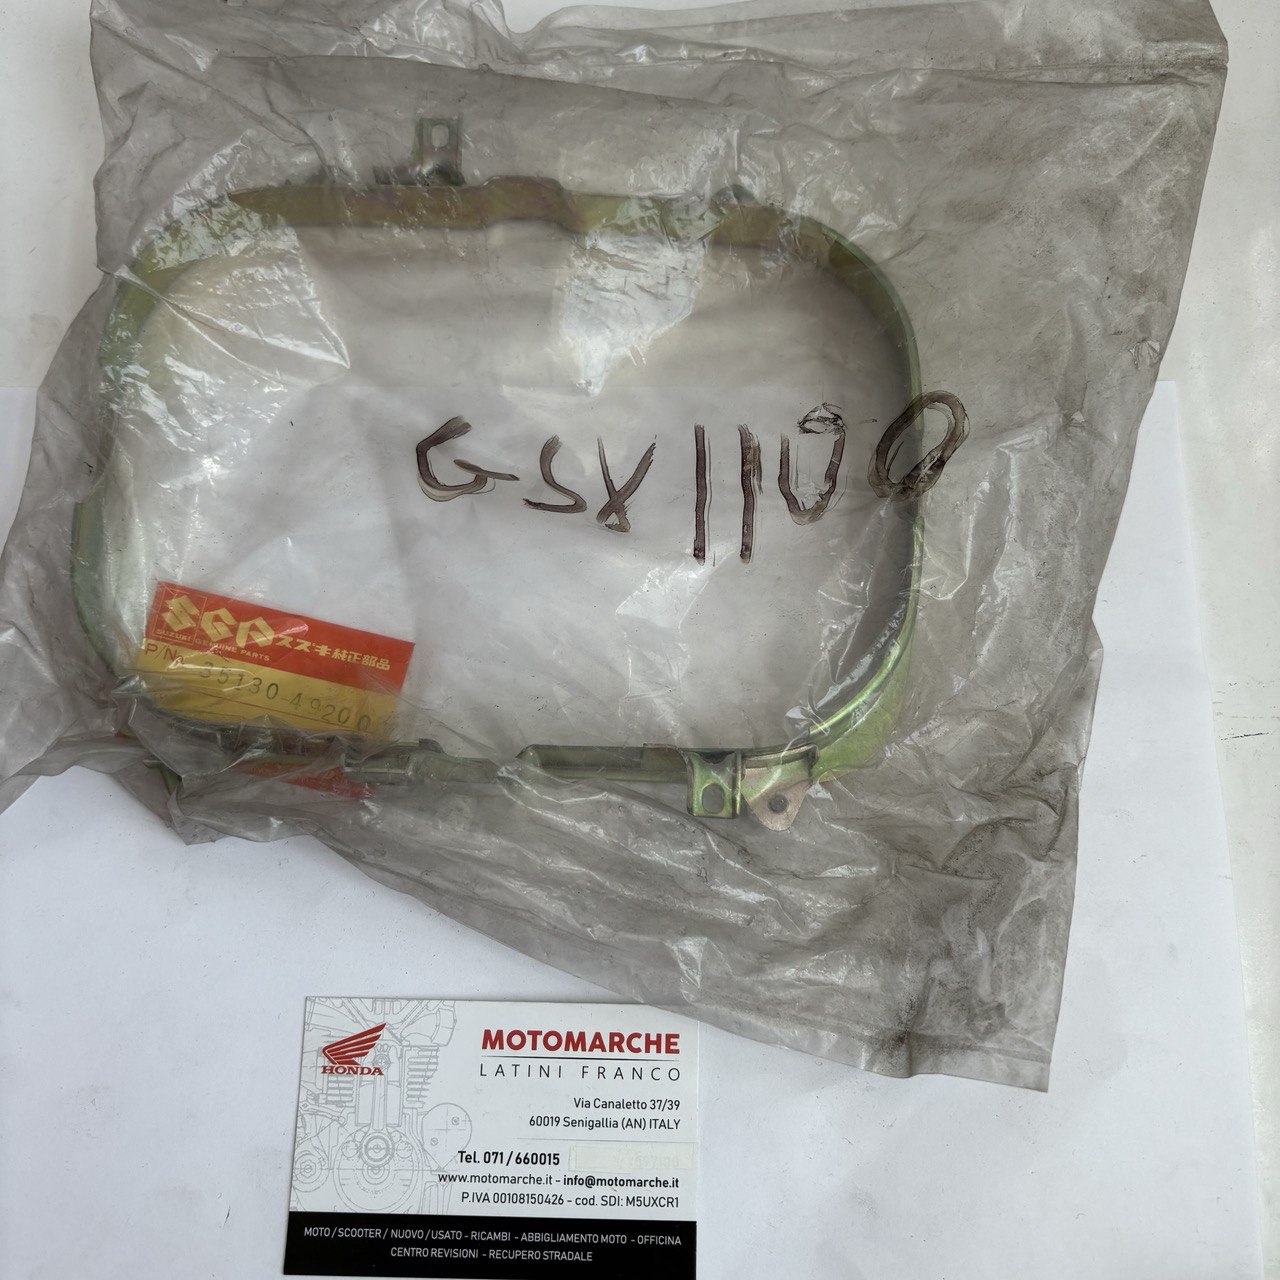 GSX1100
SGP スズキ純正部品
SUZUKI GENUINE PARTS
P/No. 35130-49200
HONDA
MOTOMARCHE
LATINI FRANCO
Via Canaletto 37/39
60019 Senigallia (AN) ITALY
Tel. 071/660015
www.motomarche.it - info@motomarche.it
P.IVA 00108150426 - cod. SDI: M5UXCR1
MOTO / SCOOTER / NUOVO / USATO - RICAMBI - ABBIGLIAMENTO MOTO - OFFICINA
CENTRO REVISIONI - RECUPERO STRADALE